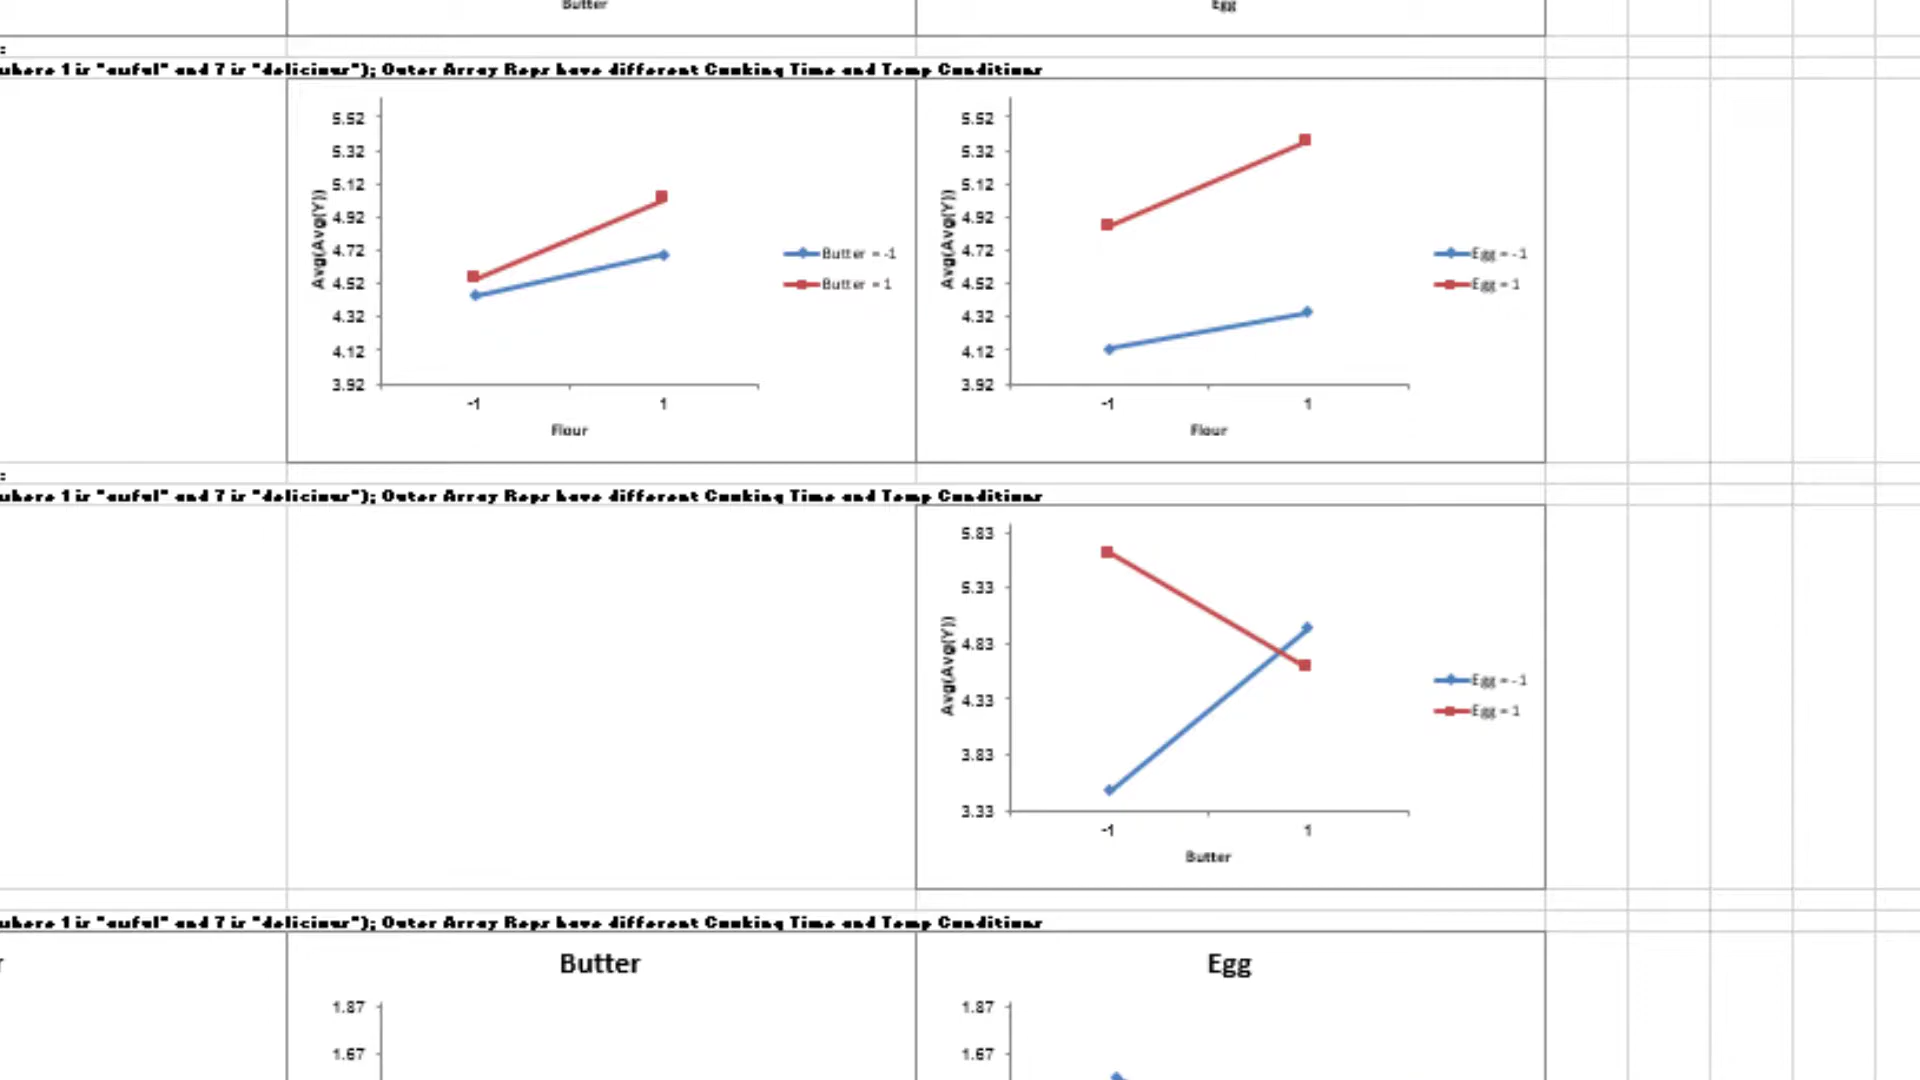 Butter Egg
:
where 1 is "awful" and 7 is "delicious"); Outer Array Reps have different Cooking Time and Temp Conditions
5.52
5.32
5.12
4.92
4.72
4.52
4.32
4.12
3.92
Avg(Avg(Y))
-1 1
Flour
Butter = -1
Butter = 1
5.52
5.32
5.12
4.92
4.72
4.52
4.32
4.12
3.92
Avg(Avg(Y))
-1 1
Flour
Egg = -1
Egg = 1
:
where 1 is "awful" and 7 is "delicious"); Outer Array Reps have different Cooking Time and Temp Conditions
5.83
5.33
4.83
4.33
3.83
3.33
Avg(Avg(Y))
-1 1
Butter
Egg = -1
Egg = 1
where 1 is "awful" and 7 is "delicious"); Outer Array Reps have different Cooking Time and Temp Conditions
r Butter Egg
1.87 1.87
1.67 1.67